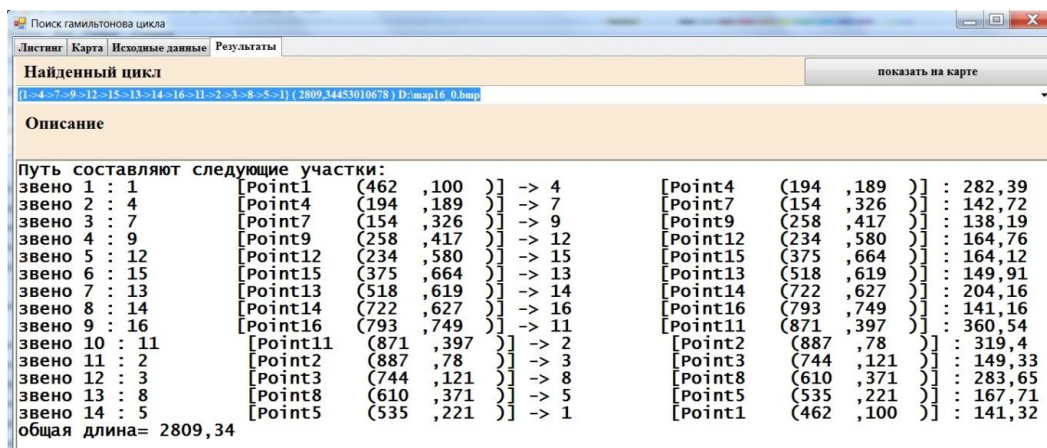 Поиск гамильтонова цикла
Листинг Карта Исходные данные Результаты
Найденный цикл показать на карте
{1->4->7->9->12->15->13->14->16->11->2->3->8->5->1} ( 2809,34453010678 ) D:\map16_0.bmp
Описание
Путь составляют следующие участки:
звено 1 : 1 [Point1 (462 ,100 )] -> 4 [Point4 (194 ,189 )] : 282,39
звено 2 : 4 [Point4 (194 ,189 )] -> 7 [Point7 (154 ,326 )] : 142,72
звено 3 : 7 [Point7 (154 ,326 )] -> 9 [Point9 (258 ,417 )] : 138,19
звено 4 : 9 [Point9 (258 ,417 )] -> 12 [Point12 (234 ,580 )] : 164,76
звено 5 : 12 [Point12 (234 ,580 )] -> 15 [Point15 (375 ,664 )] : 164,12
звено 6 : 15 [Point15 (375 ,664 )] -> 13 [Point13 (518 ,619 )] : 149,91
звено 7 : 13 [Point13 (518 ,619 )] -> 14 [Point14 (722 ,627 )] : 204,16
звено 8 : 14 [Point14 (722 ,627 )] -> 16 [Point16 (793 ,749 )] : 141,16
звено 9 : 16 [Point16 (793 ,749 )] -> 11 [Point11 (871 ,397 )] : 360,54
звено 10 : 11 [Point11 (871 ,397 )] -> 2 [Point2 (887 ,78 )] : 319,4
звено 11 : 2 [Point2 (887 ,78 )] -> 3 [Point3 (744 ,121 )] : 149,33
звено 12 : 3 [Point3 (744 ,121 )] -> 8 [Point8 (610 ,371 )] : 283,65
звено 13 : 8 [Point8 (610 ,371 )] -> 5 [Point5 (535 ,221 )] : 167,71
звено 14 : 5 [Point5 (535 ,221 )] -> 1 [Point1 (462 ,100 )] : 141,32
общая длина= 2809,34